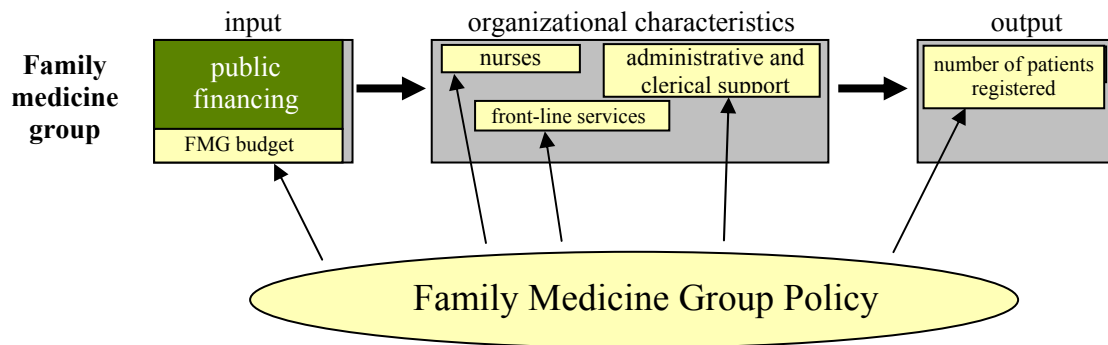 input
organizational characteristics
output
Family
medicine
group
public
financing
FMG budget
nurses
administrative and
clerical support
front-line services
number of patients
registered
Family Medicine Group Policy